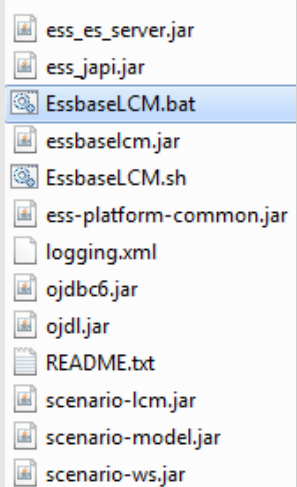 ess_es_server.jar
ess_japi.jar
EssbaseLCM.bat
essbaselcm.jar
EssbaseLCM.sh
ess-platform-common.jar
logging.xml
ojdbc6.jar
ojdl.jar
README.txt
scenario-lcm.jar
scenario-model.jar
scenario-ws.jar